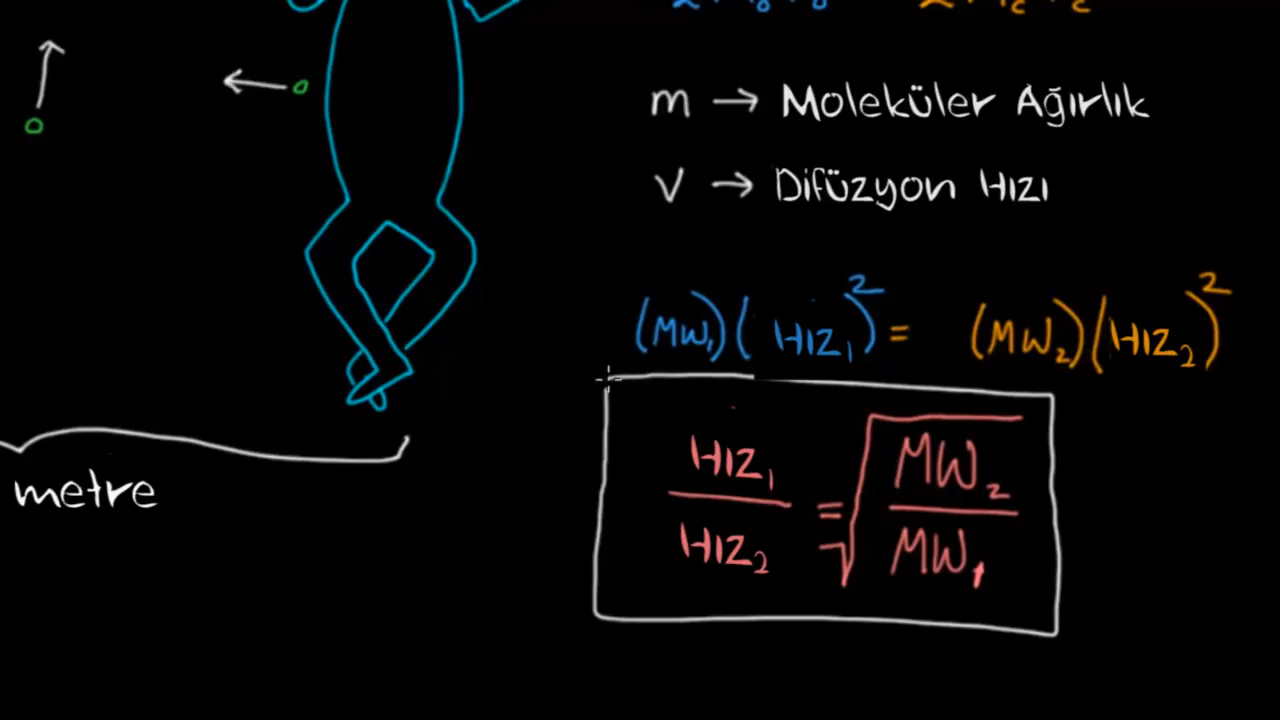 m → Moleküler Ağırlık
v → Difüzyon Hızı
(MW₁)(HIZ₁)² = (MW₂)(HIZ₂)²
HIZ₁ / HIZ₂ = √(MW₂ / MW₁)
metre